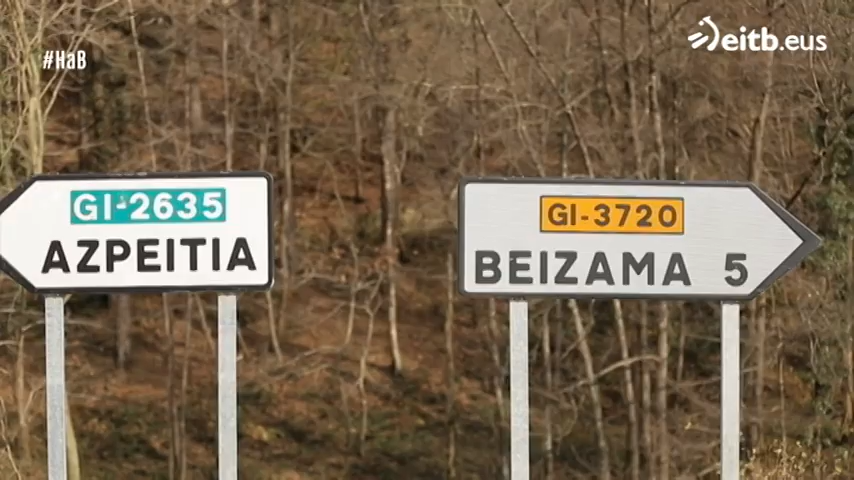 #HaB
eitb.eus
GI-2635
AZPEITIA
GI-3720
BEIZAMA 5